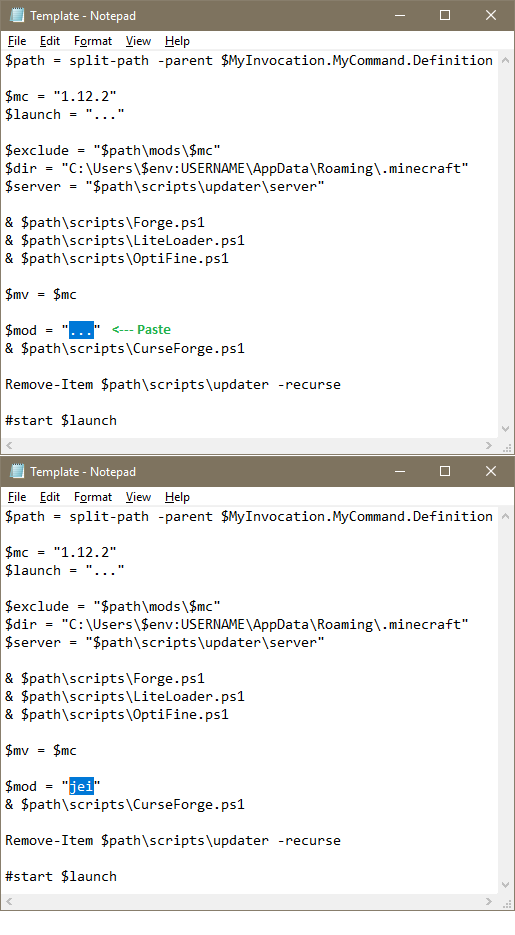 Template - Notepad
File Edit Format View Help
$path = split-path -parent $MyInvocation.MyCommand.Definition
$mc = "1.12.2"
$launch = "..."
$exclude = "$path\mods\$mc"
$dir = "C:\Users\$env:USERNAME\AppData\Roaming\.minecraft"
$server = "$path\scripts\updater\server"
& $path\scripts\Forge.ps1
& $path\scripts\LiteLoader.ps1
& $path\scripts\OptiFine.ps1
$mv = $mc
$mod = "..." <--- Paste
& $path\scripts\CurseForge.ps1
Remove-Item $path\scripts\updater -recurse
#start $launch
Template - Notepad
File Edit Format View Help
$path = split-path -parent $MyInvocation.MyCommand.Definition
$mc = "1.12.2"
$launch = "..."
$exclude = "$path\mods\$mc"
$dir = "C:\Users\$env:USERNAME\AppData\Roaming\.minecraft"
$server = "$path\scripts\updater\server"
& $path\scripts\Forge.ps1
& $path\scripts\LiteLoader.ps1
& $path\scripts\OptiFine.ps1
$mv = $mc
$mod = "jei"
& $path\scripts\CurseForge.ps1
Remove-Item $path\scripts\updater -recurse
#start $launch